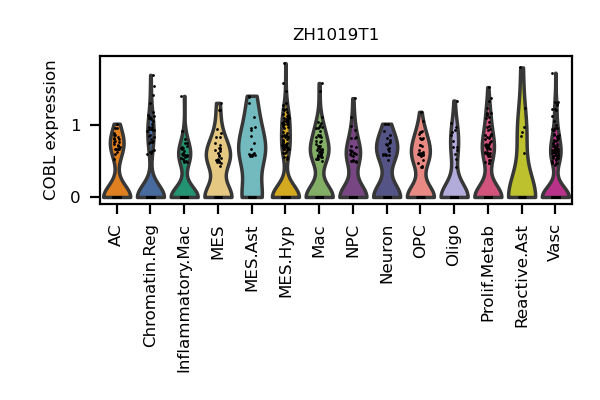 ZH1019T1
COBL expression
1
0
AC
Chromatin.Reg
Inflammatory.Mac
MES
MES.Ast
MES.Hyp
Mac
NPC
Neuron
OPC
Oligo
Prolif.Metab
Reactive.Ast
Vasc